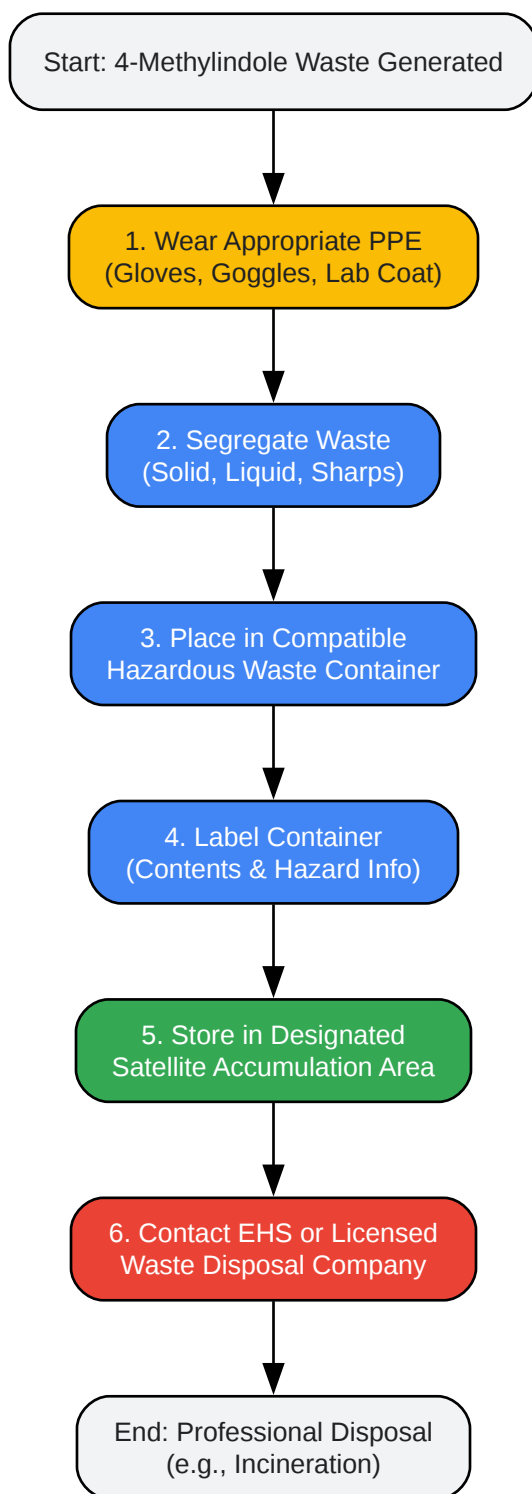 Start: 4-Methylindole Waste Generated
1. Wear Appropriate PPE
(Gloves, Goggles, Lab Coat)
2. Segregate Waste
(Solid, Liquid, Sharps)
3. Place in Compatible
Hazardous Waste Container
4. Label Container
(Contents & Hazard Info)
5. Store in Designated
Satellite Accumulation Area
6. Contact EHS or Licensed
Waste Disposal Company
End: Professional Disposal
(e.g., Incineration)